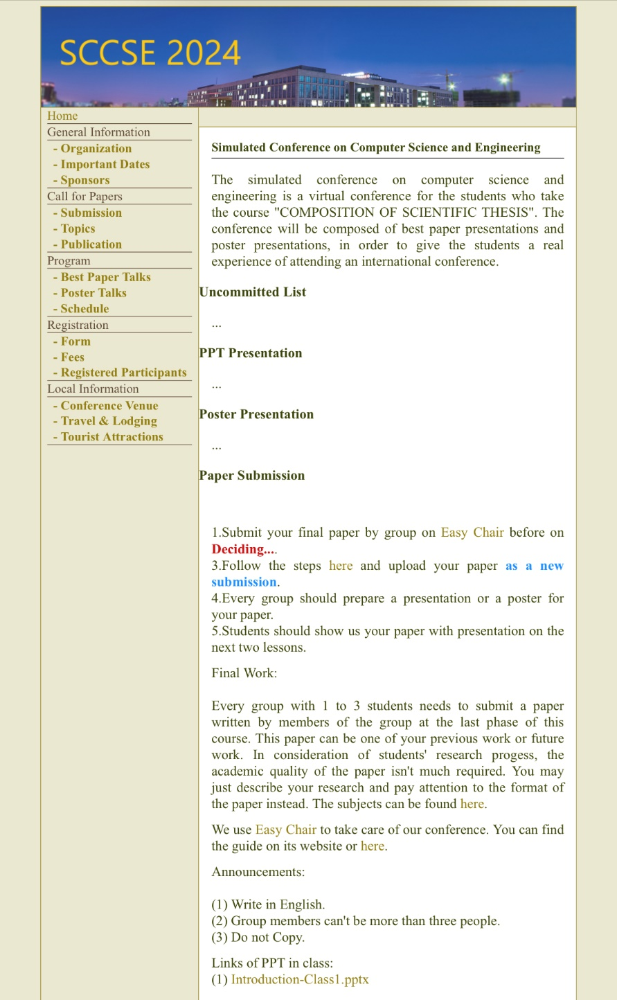 SCCSE 2024
Home
General Information
- Organization
- Important Dates
- Sponsors
Call for Papers
- Submission
- Topics
- Publication
Program
- Best Paper Talks
- Poster Talks
- Schedule
Registration
- Form
- Fees
- Registered Participants
Local Information
- Conference Venue
- Travel & Lodging
- Tourist Attractions
Simulated Conference on Computer Science and Engineering
The simulated conference on computer science and
engineering is a virtual conference for the students who take
the course "COMPOSITION OF SCIENTIFIC THESIS". The
conference will be composed of best paper presentations and
poster presentations, in order to give the students a real
experience of attending an international conference.
Uncommitted List
...
PPT Presentation
...
Poster Presentation
...
Paper Submission
1.Submit your final paper by group on Easy Chair before on
Deciding....
3.Follow the steps here and upload your paper as a new
submission.
4.Every group should prepare a presentation or a poster for
your paper.
5.Students should show us your paper with presentation on the
next two lessons.
Final Work:
Every group with 1 to 3 students needs to submit a paper
written by members of the group at the last phase of this
course. This paper can be one of your previous work or future
work. In consideration of students' research progess, the
academic quality of the paper isn't much required. You may
just describe your research and pay attention to the format of
the paper instead. The subjects can be found here.
We use Easy Chair to take care of our conference. You can find
the guide on its website or here.
Announcements:
(1) Write in English.
(2) Group members can't be more than three people.
(3) Do not Copy.
Links of PPT in class:
(1) Introduction-Class1.pptx